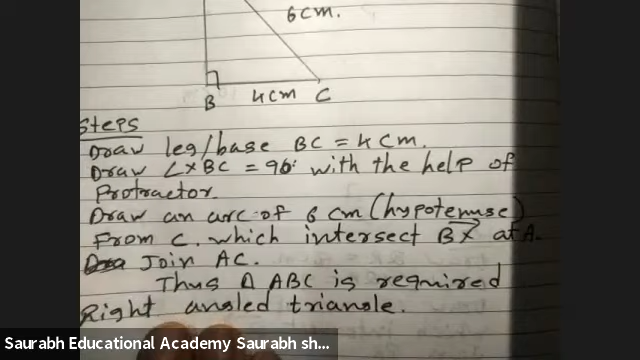 6cm.
B 4cm C
Steps
Draw leg/base BC = 4cm.
Draw ∠XBC = 90° with the help of
Protractor.
Draw an arc of 6cm (hypotenuse)
From C. which intersect BX at A.
Join AC.
Thus Δ ABC is required
Right angled triangle.
Saurabh Educational Academy Saurabh sh...